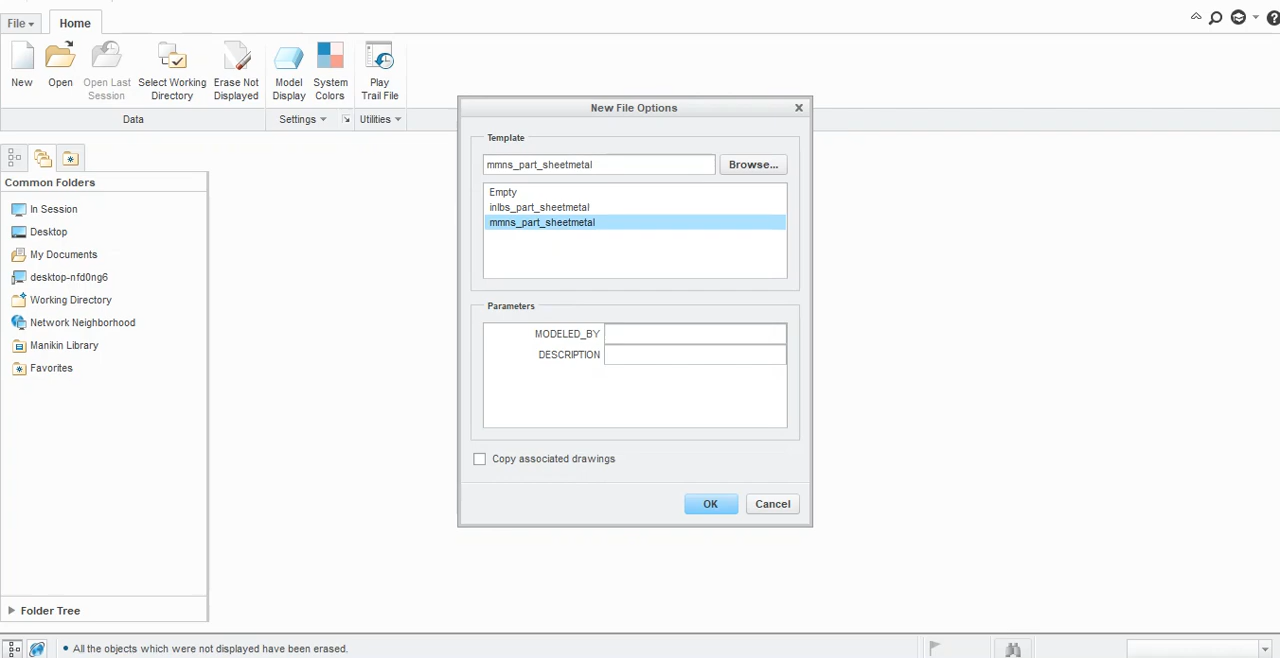 File
Home
New
Open
Open Last Session
Select Working Directory
Erase Not Displayed
Model Display
System Colors
Play Trail File
Data
Settings
Utilities
Common Folders
In Session
Desktop
My Documents
desktop-nfd0ng6
Working Directory
Network Neighborhood
Manikin Library
Favorites
Folder Tree
New File Options
Template
mmns_part_sheetmetal
Browse...
Empty
inlbs_part_sheetmetal
mmns_part_sheetmetal
Parameters
MODELED_BY
DESCRIPTION
Copy associated drawings
OK
Cancel
• All the objects which were not displayed have been erased.